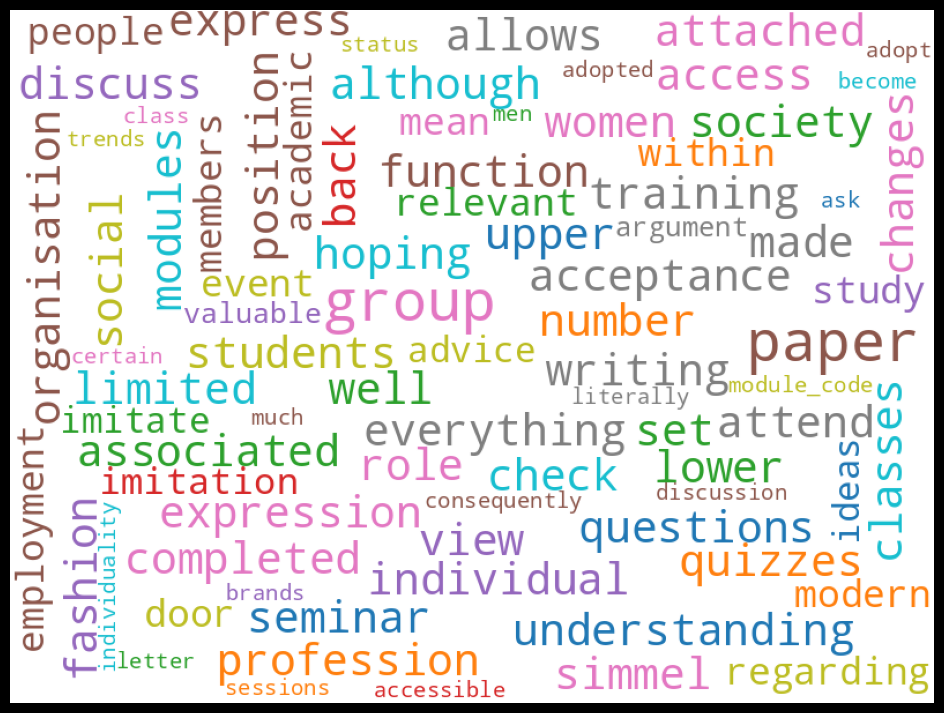 people express status allows attached adopt
discuss although adopted access become
class men mean women society
trends modules members position academic back function within changes
relevant training ask
organisation social hoping upper argument made
event acceptance study
valuable group number
students advice paper
certain writing
limited well literally module_code
imitate much everything set attend classes
associated role check lower
imitation consequently discussion ideas
employment fashion individuality expression view questions
completed individual quizzes
brands modern
door seminar understanding
letter profession simmel regarding
sessions accessible